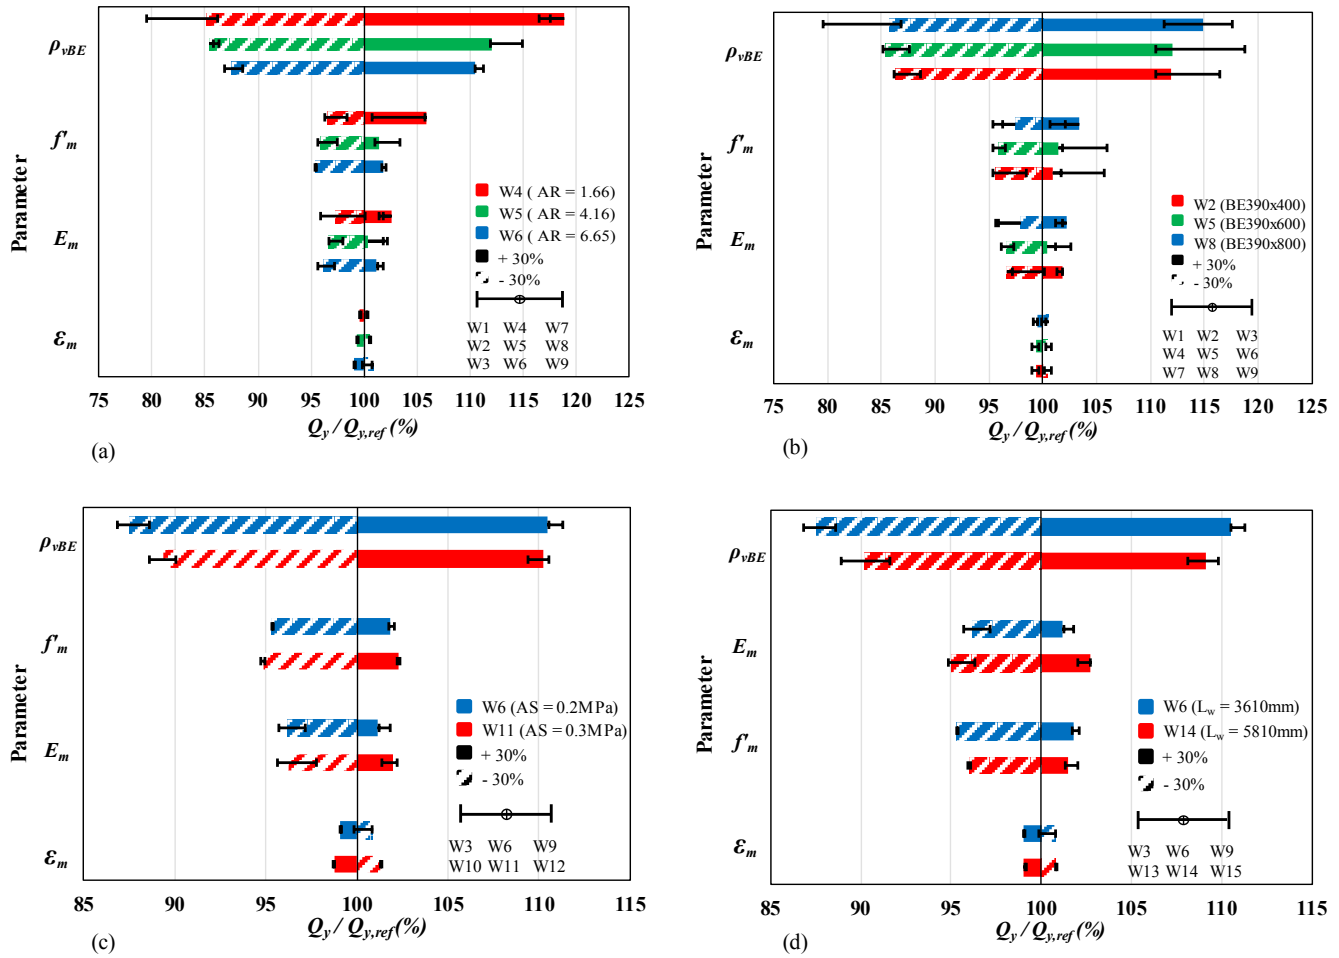 ρvBE
f'm
Em
εm
Parameter
W4 ( AR = 1.66)
W5 ( AR = 4.16)
W6 ( AR = 6.65)
+ 30%
- 30%
W1 W4 W7
W2 W5 W8
W3 W6 W9
75 80 85 90 95 100 105 110 115 120 125
Qy / Qy,ref (%)
(a)
ρvBE
f'm
Em
εm
Parameter
W2 (BE390x400)
W5 (BE390x600)
W8 (BE390x800)
+ 30%
- 30%
W1 W2 W3
W4 W5 W6
W7 W8 W9
75 80 85 90 95 100 105 110 115 120 125
Qy / Qy,ref (%)
(b)
ρvBE
f'm
Em
εm
Parameter
W6 (AS = 0.2MPa)
W11 (AS = 0.3MPa)
+ 30%
- 30%
W3 W6 W9
W10 W11 W12
85 90 95 100 105 110 115
Qy / Qy,ref (%)
(c)
ρvBE
Em
f'm
εm
Parameter
W6 (Lw = 3610mm)
W14 (Lw = 5810mm)
+ 30%
- 30%
W3 W6 W9
W13 W14 W15
85 90 95 100 105 110 115
Qy / Qy,ref (%)
(d)